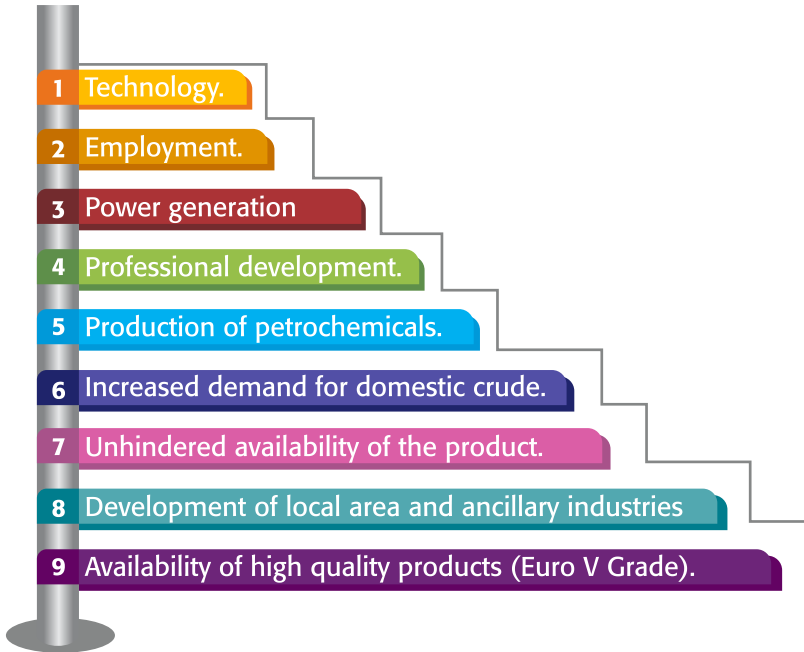 1 Technology.
2 Employment.
3 Power generation
4 Professional development.
5 Production of petrochemicals.
6 Increased demand for domestic crude.
7 Unhindered availability of the product.
8 Development of local area and ancillary industries
9 Availability of high quality products (Euro V Grade).